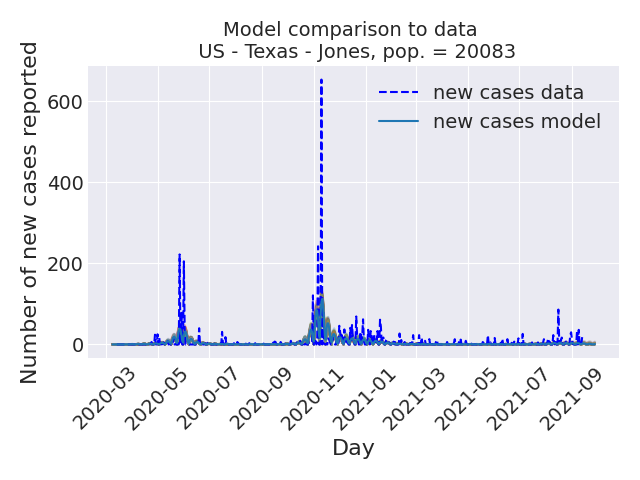 Model comparison to data
US - Texas - Jones, pop. = 20083
Number of new cases reported
600
400
200
0
new cases data
new cases model
2020-03
2020-05
2020-07
2020-09
2020-11
2021-01
2021-03
2021-05
2021-07
2021-09
Day